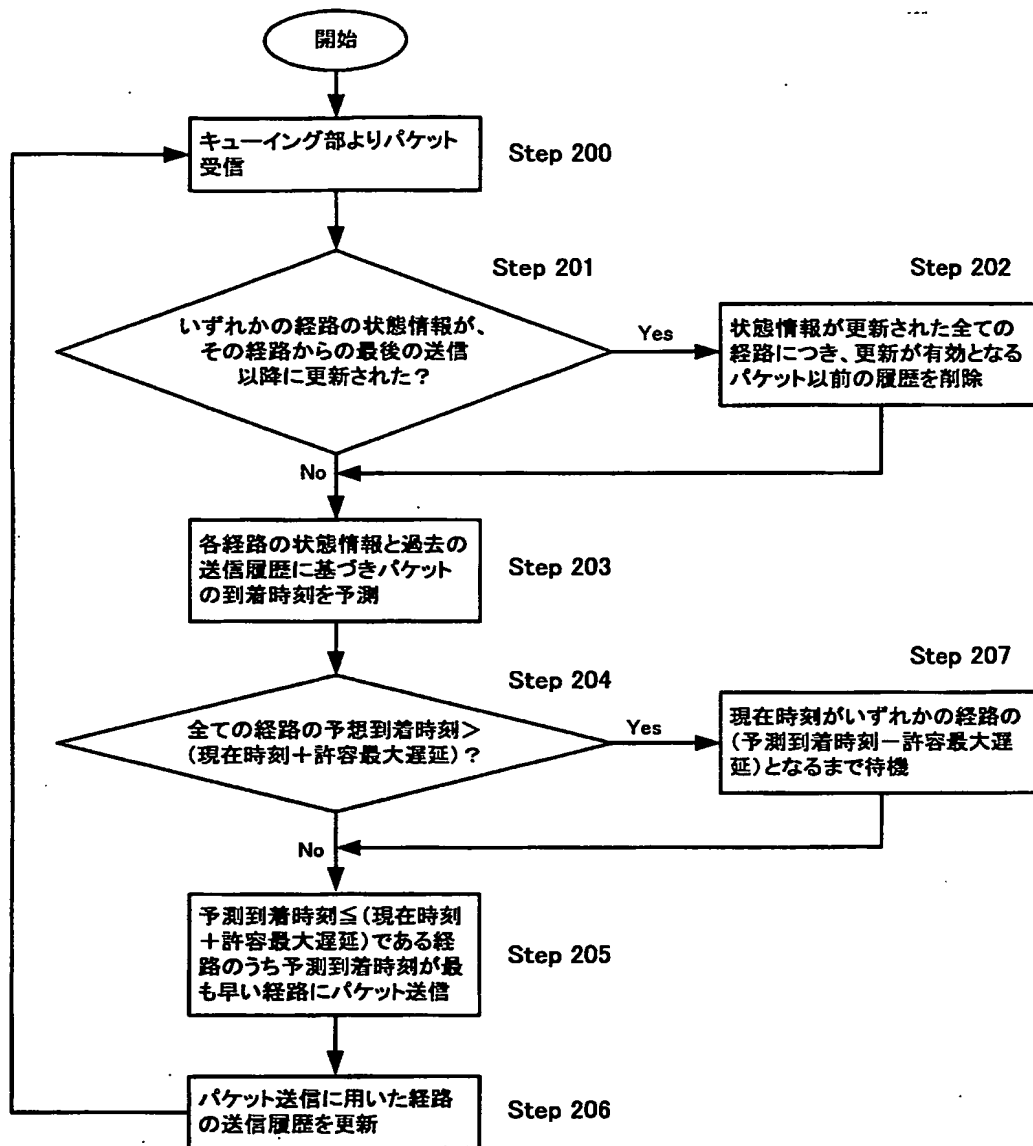 開始
キューイング部よりパケット
受信
Step 200
Step 201
いずれかの経路の状態情報が、
その経路からの最後の送信
以降に更新された?
Yes
Step 202
状態情報が更新された全ての
経路につき、更新が有効となる
パケット以前の履歴を削除
No
各経路の状態情報と過去の
送信履歴に基づきパケット
の到着時刻を予測
Step 203
Step 204
全ての経路の予想到着時刻>
(現在時刻+許容最大遅延)?
Yes
Step 207
現在時刻がいずれかの経路の
(予測到着時刻-許容最大遅
延)となるまで待機
No
予測到着時刻≦(現在時刻
+許容最大遅延)である経
路のうち予測到着時刻が最
も早い経路にパケット送信
Step 205
パケット送信に用いた経路
の送信履歴を更新
Step 206